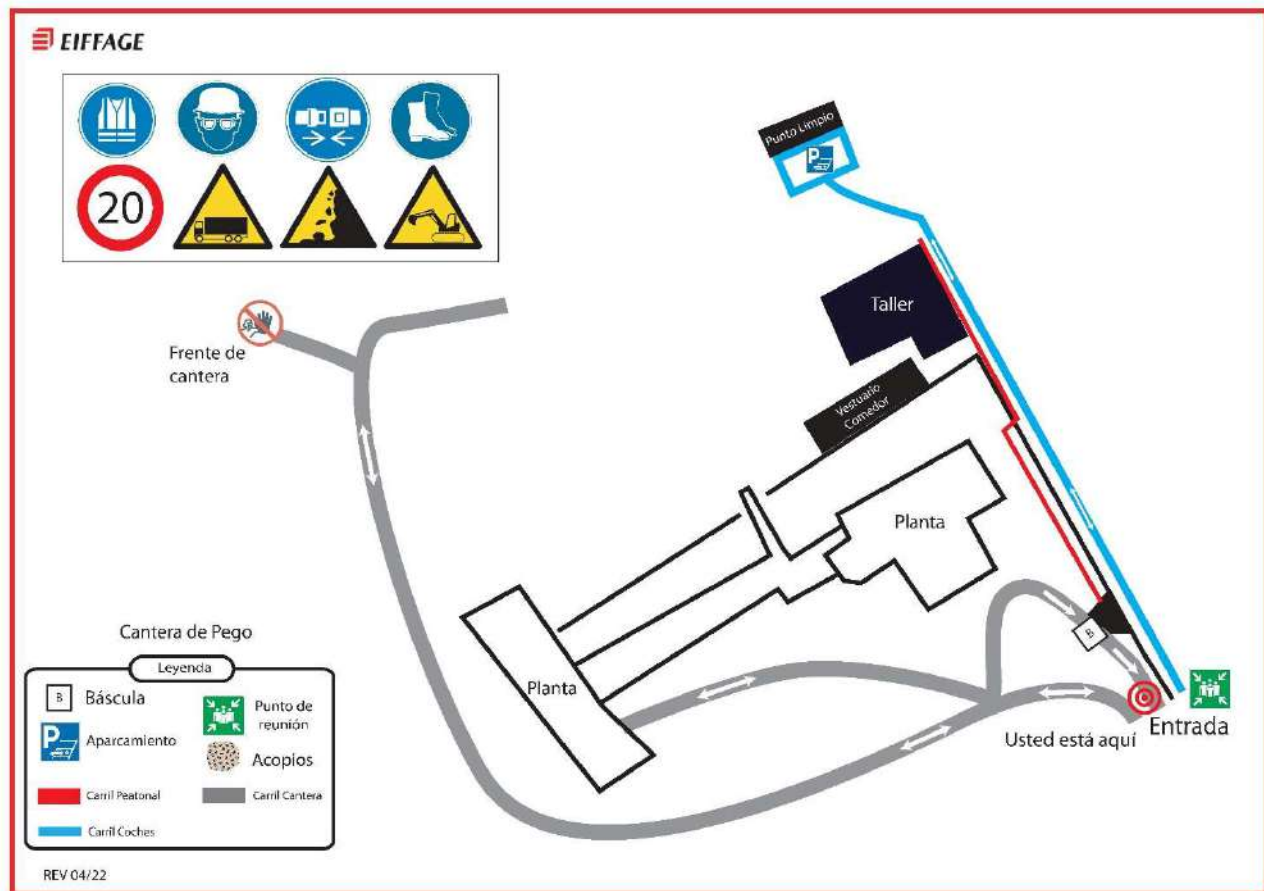 EIFFAGE
20
Punto Limpio
P
Taller
Frente de
cantera
Vestuario
Comedor
Planta
B
Planta
Usted está aquí
Entrada
Cantera de Pego
Leyenda
B
Báscula
Punto de
reunión
P
Aparcamiento
Acopios
Carril Peatonal
Carril Cantera
Carril Coches
REV 04/22